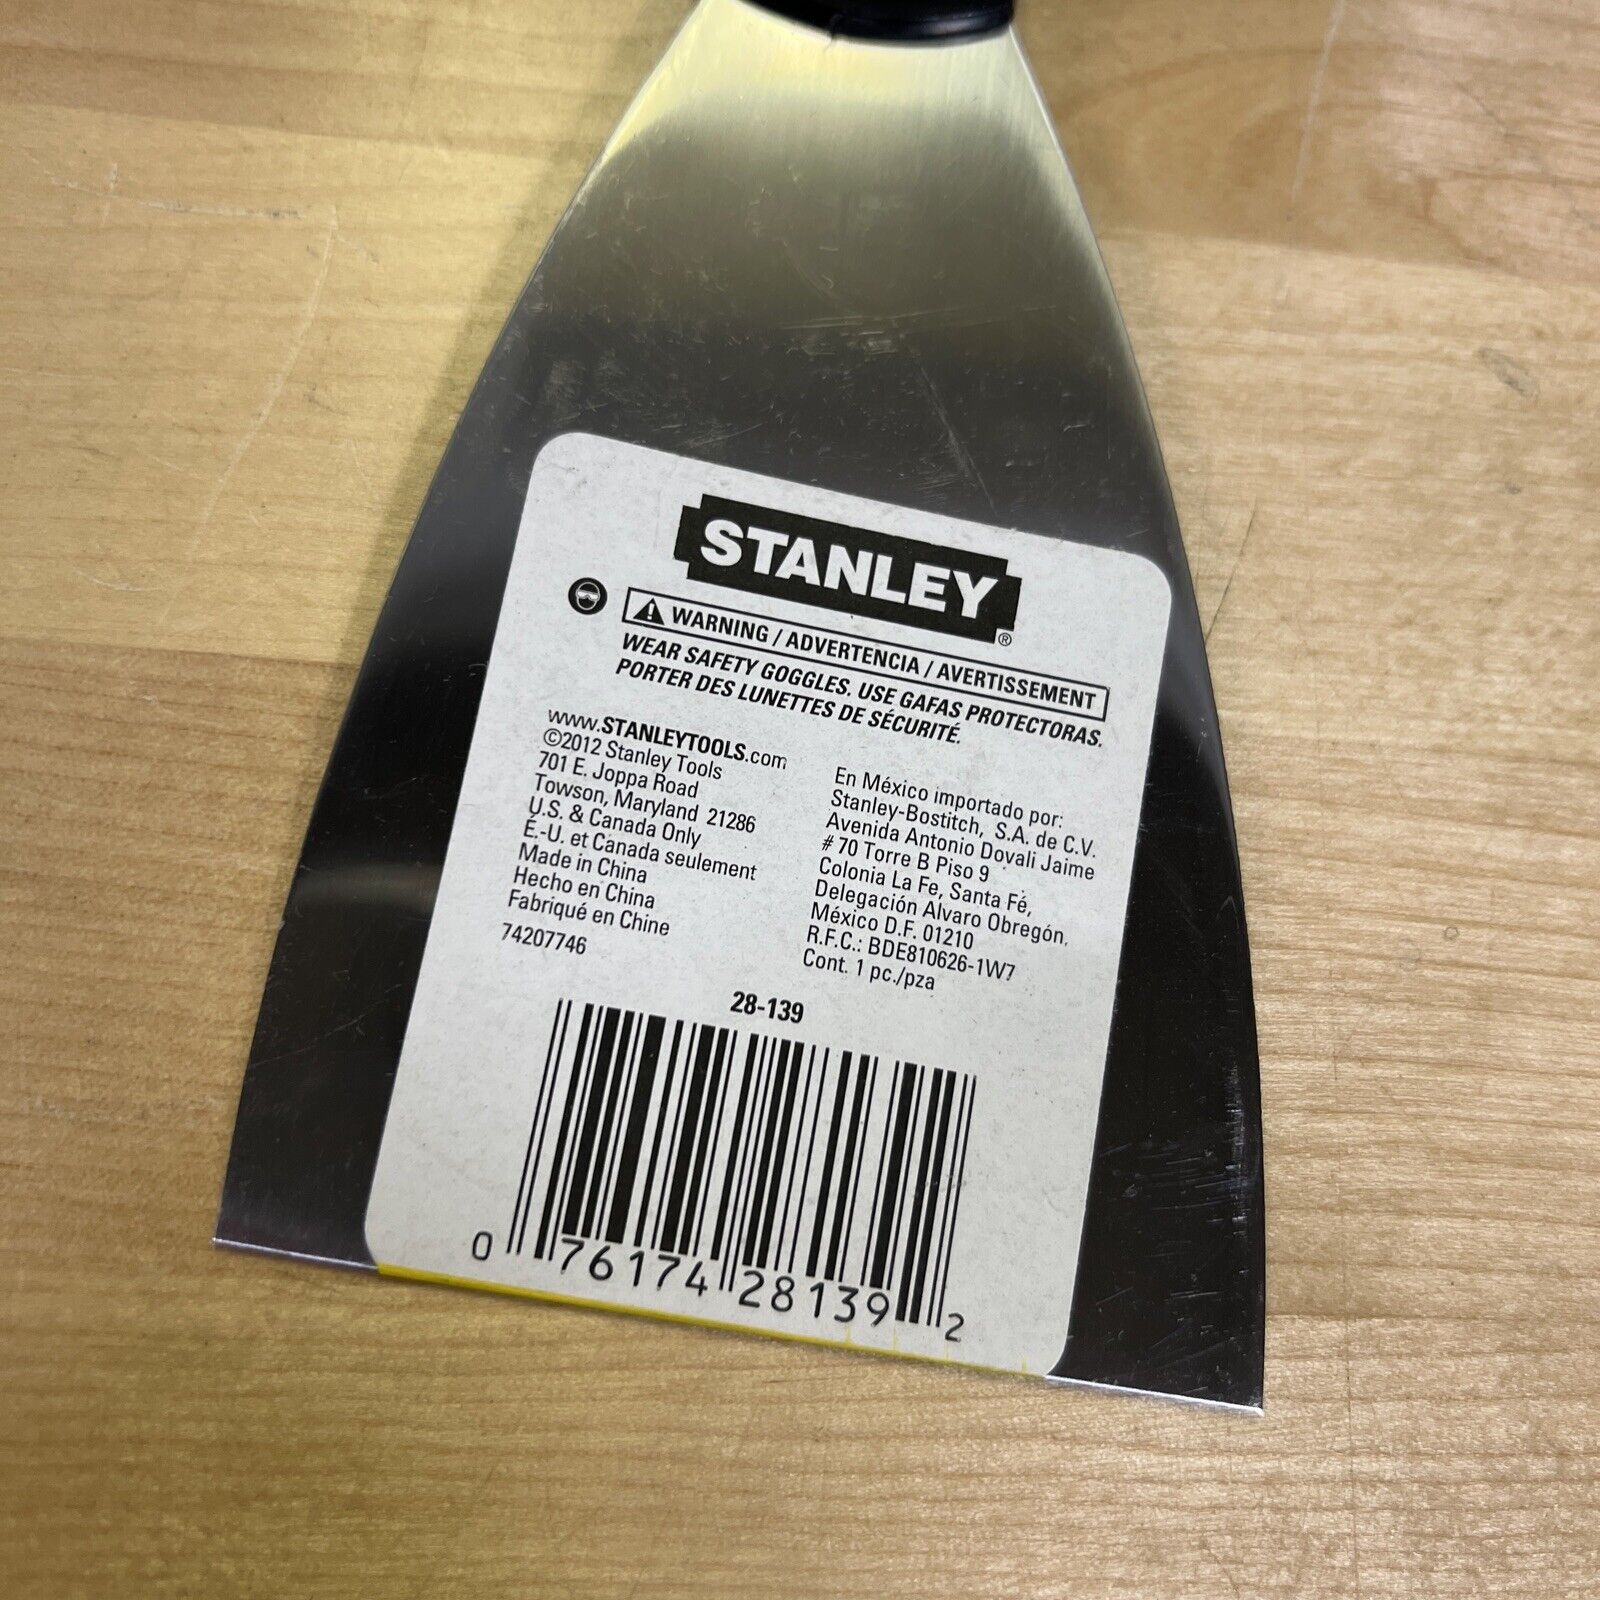 STANLEY®
WARNING / ADVERTENCIA / AVERTISSEMENT
WEAR SAFETY GOGGLES. USE GAFAS PROTECTORAS.
PORTER DES LUNETTES DE SÉCURITÉ.
www.STANLEYTOOLS.com
©2012 Stanley Tools
701 E. Joppa Road
Towson, Maryland 21286
U.S. & Canada Only
É.-U. et Canada seulement
Made in China
Hecho en China
Fabriqué en Chine
74207746
En México importado por:
Stanley-Bostitch, S.A. de C.V.
Avenida Antonio Dovali Jaime
# 70 Torre B Piso 9
Colonia La Fe, Santa Fé,
Delegación Alvaro Obregón,
México D.F. 01210
R.F.C.: BDE810626-1W7
Cont. 1 pc./pza
28-139
0 76174 28139 2